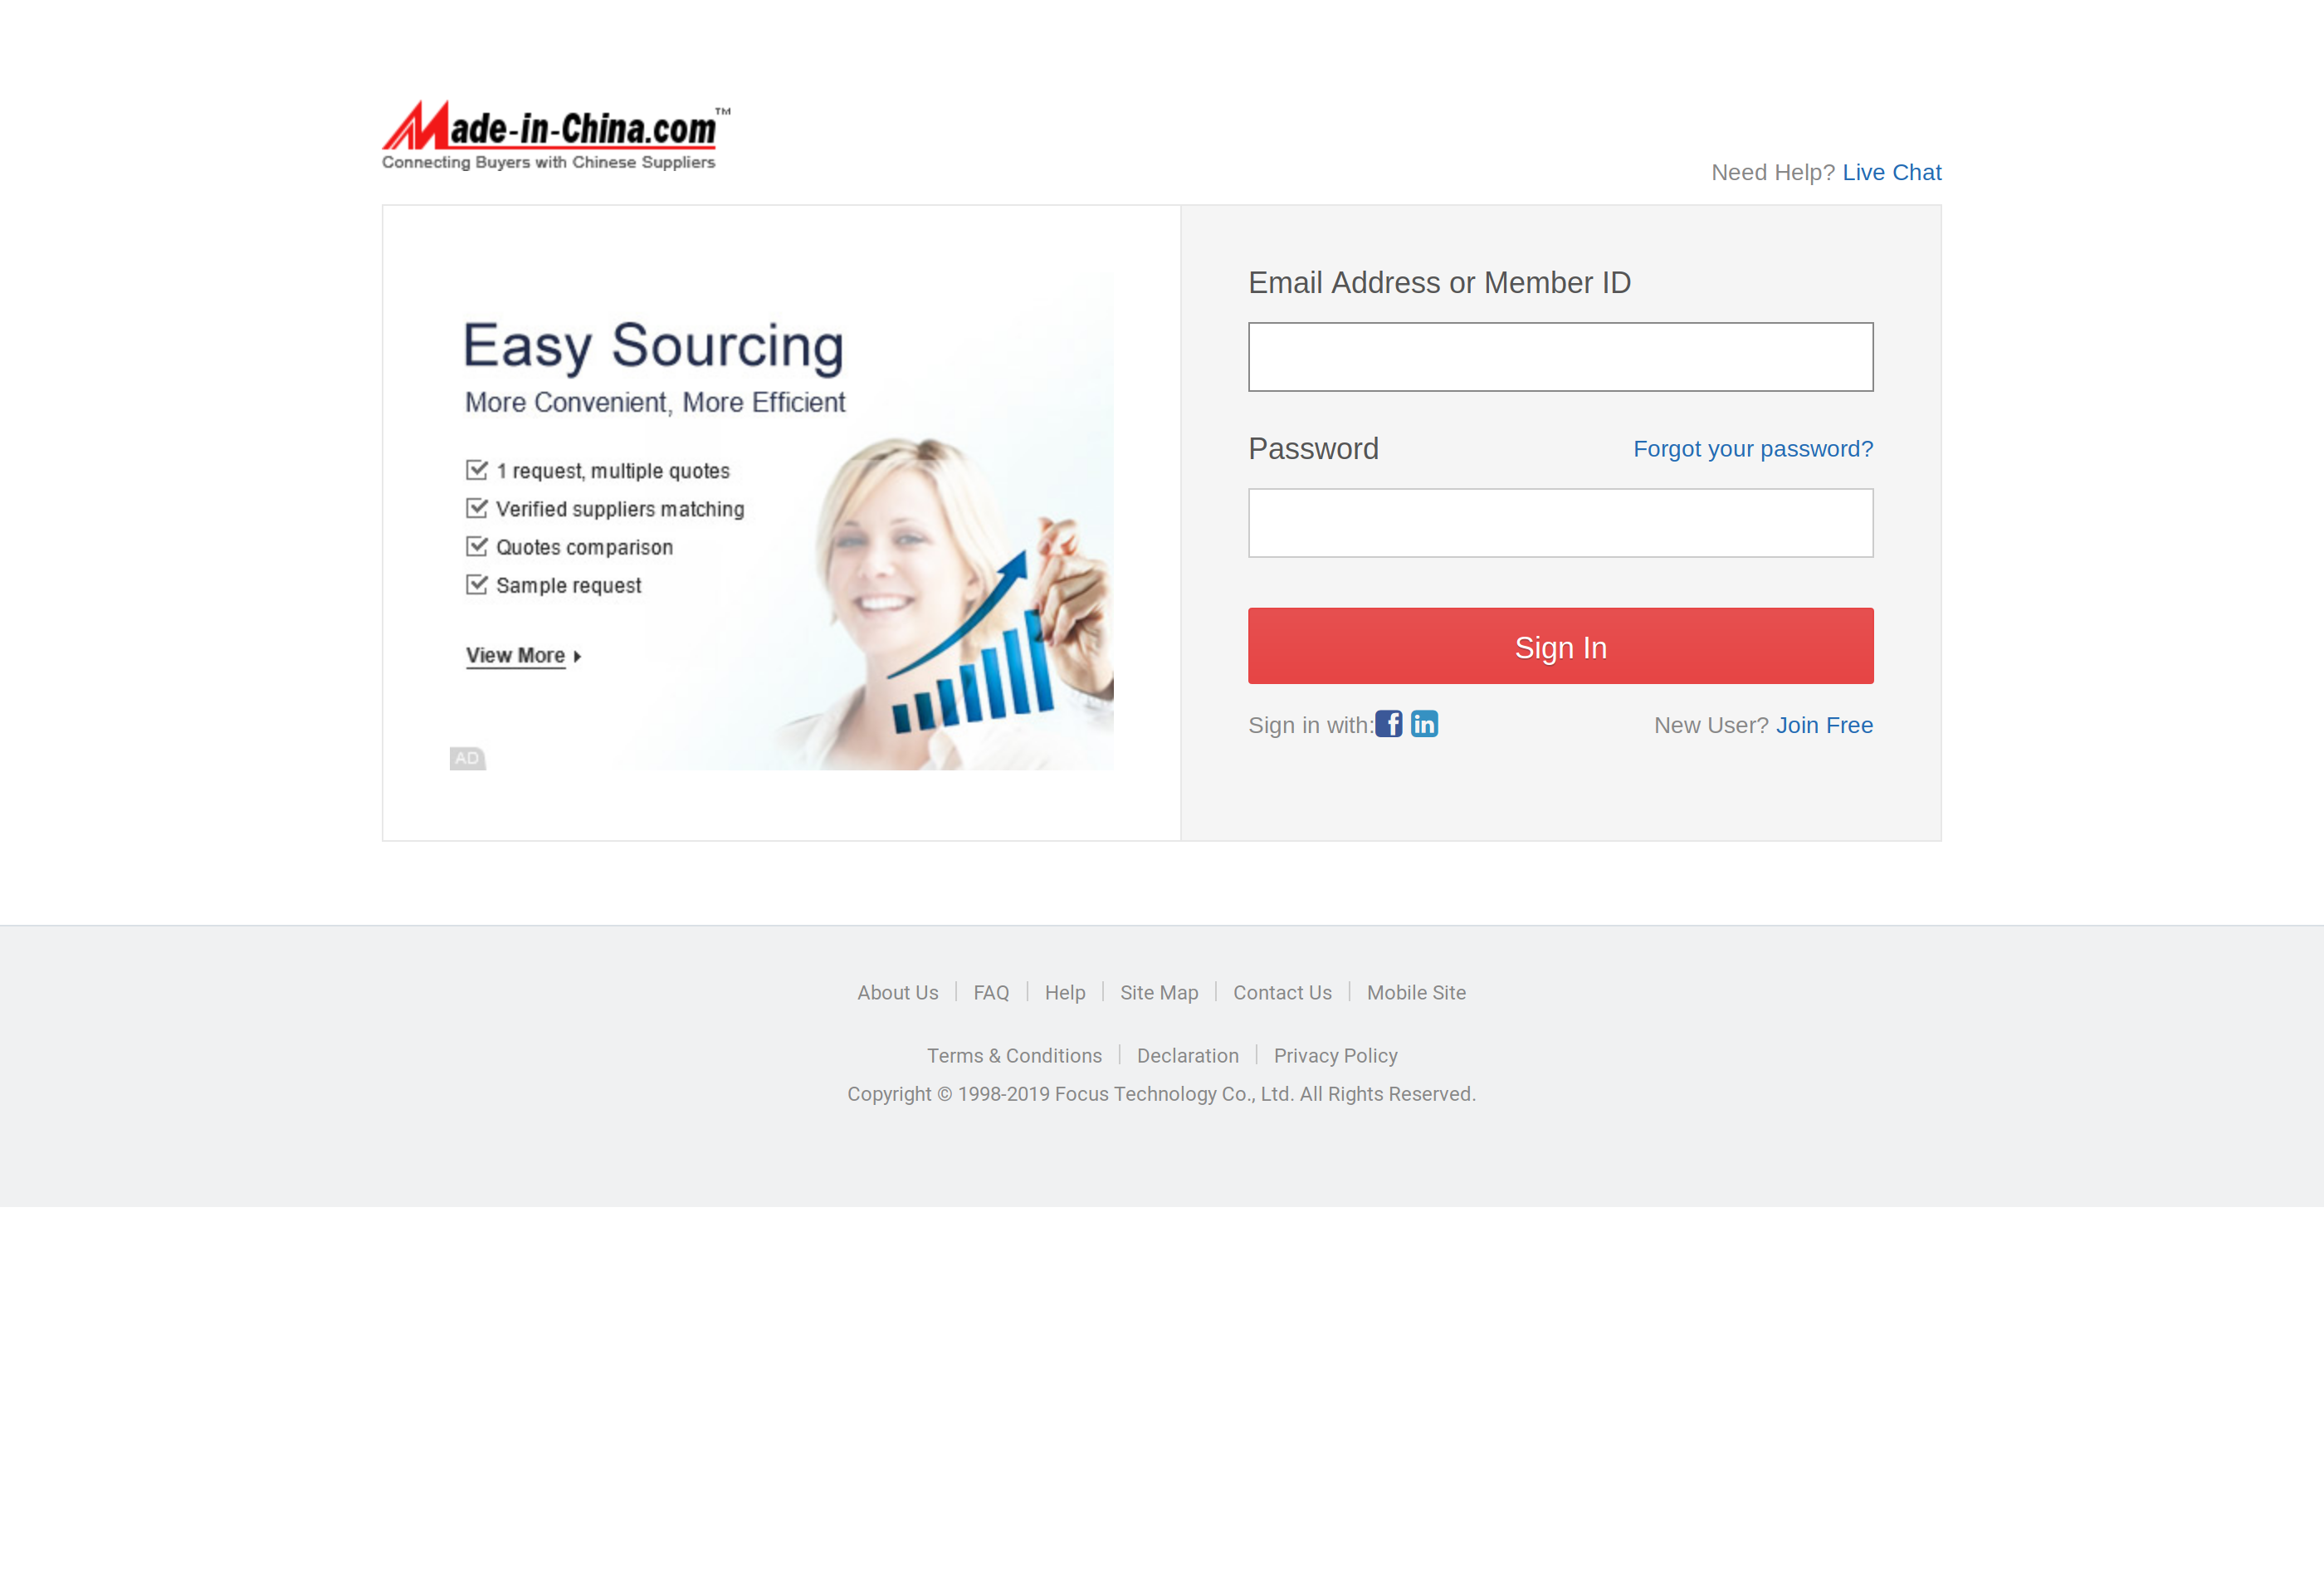 Made-in-China.com™
Connecting Buyers with Chinese Suppliers
Need Help? Live Chat
Easy Sourcing
More Convenient, More Efficient
1 request, multiple quotes
Verified suppliers matching
Quotes comparison
Sample request
View More
AD
Email Address or Member ID
Password
Forgot your password?
Sign In
Sign in with: f in
New User? Join Free
About Us FAQ Help Site Map Contact Us Mobile Site
Terms & Conditions Declaration Privacy Policy
Copyright © 1998-2019 Focus Technology Co., Ltd. All Rights Reserved.